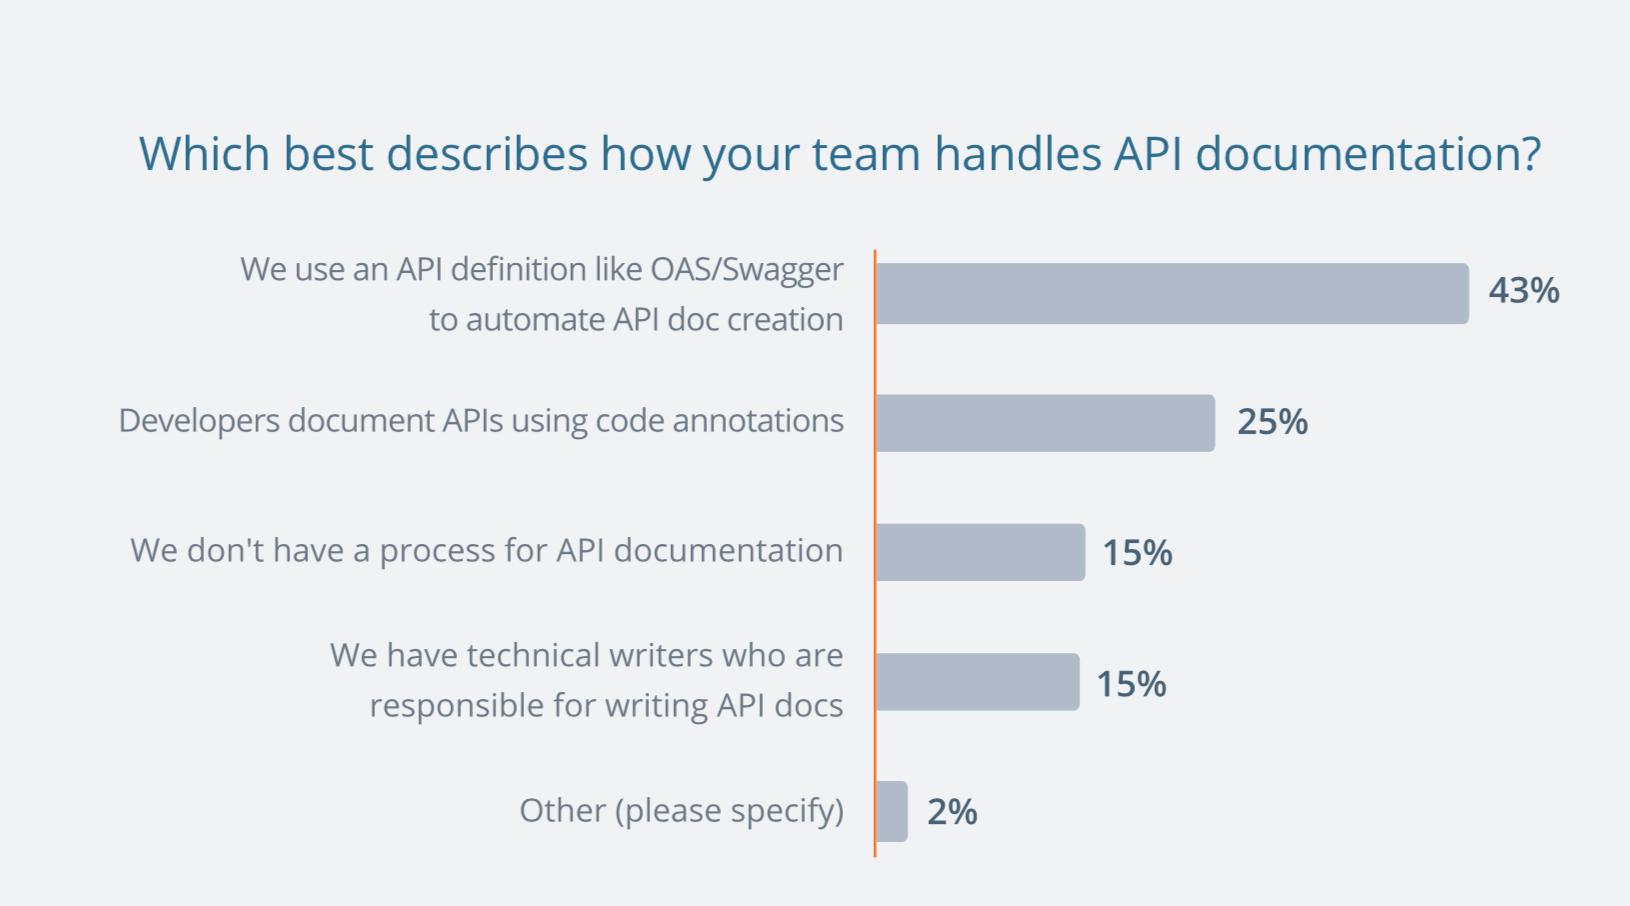 Which best describes how your team handles API documentation?
We use an API definition like OAS/Swagger
to automate API doc creation
43%
Developers document APIs using code annotations
25%
We don't have a process for API documentation
15%
We have technical writers who are
responsible for writing API docs
15%
Other (please specify)
2%